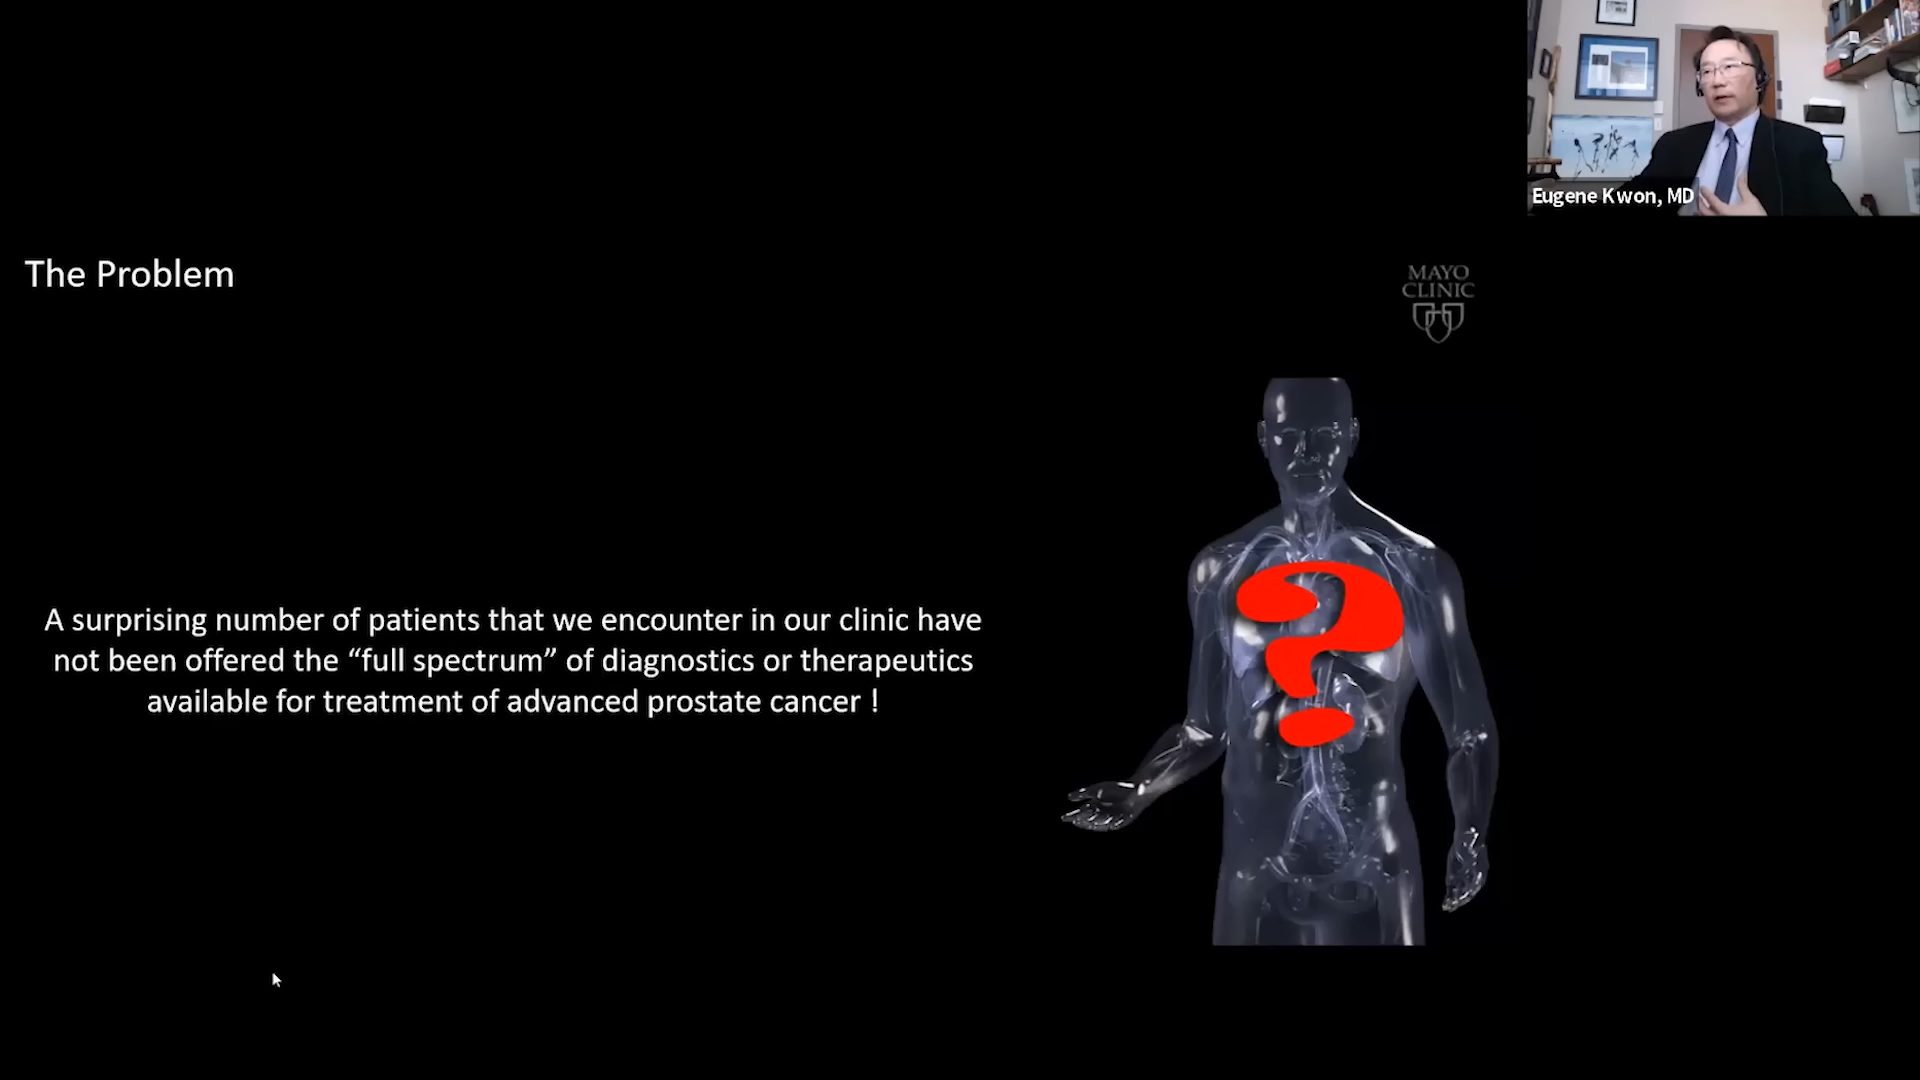 Eugene Kwon, MD
The Problem
MAYO
CLINIC
A surprising number of patients that we encounter in our clinic have
not been offered the “full spectrum” of diagnostics or therapeutics
available for treatment of advanced prostate cancer !
?